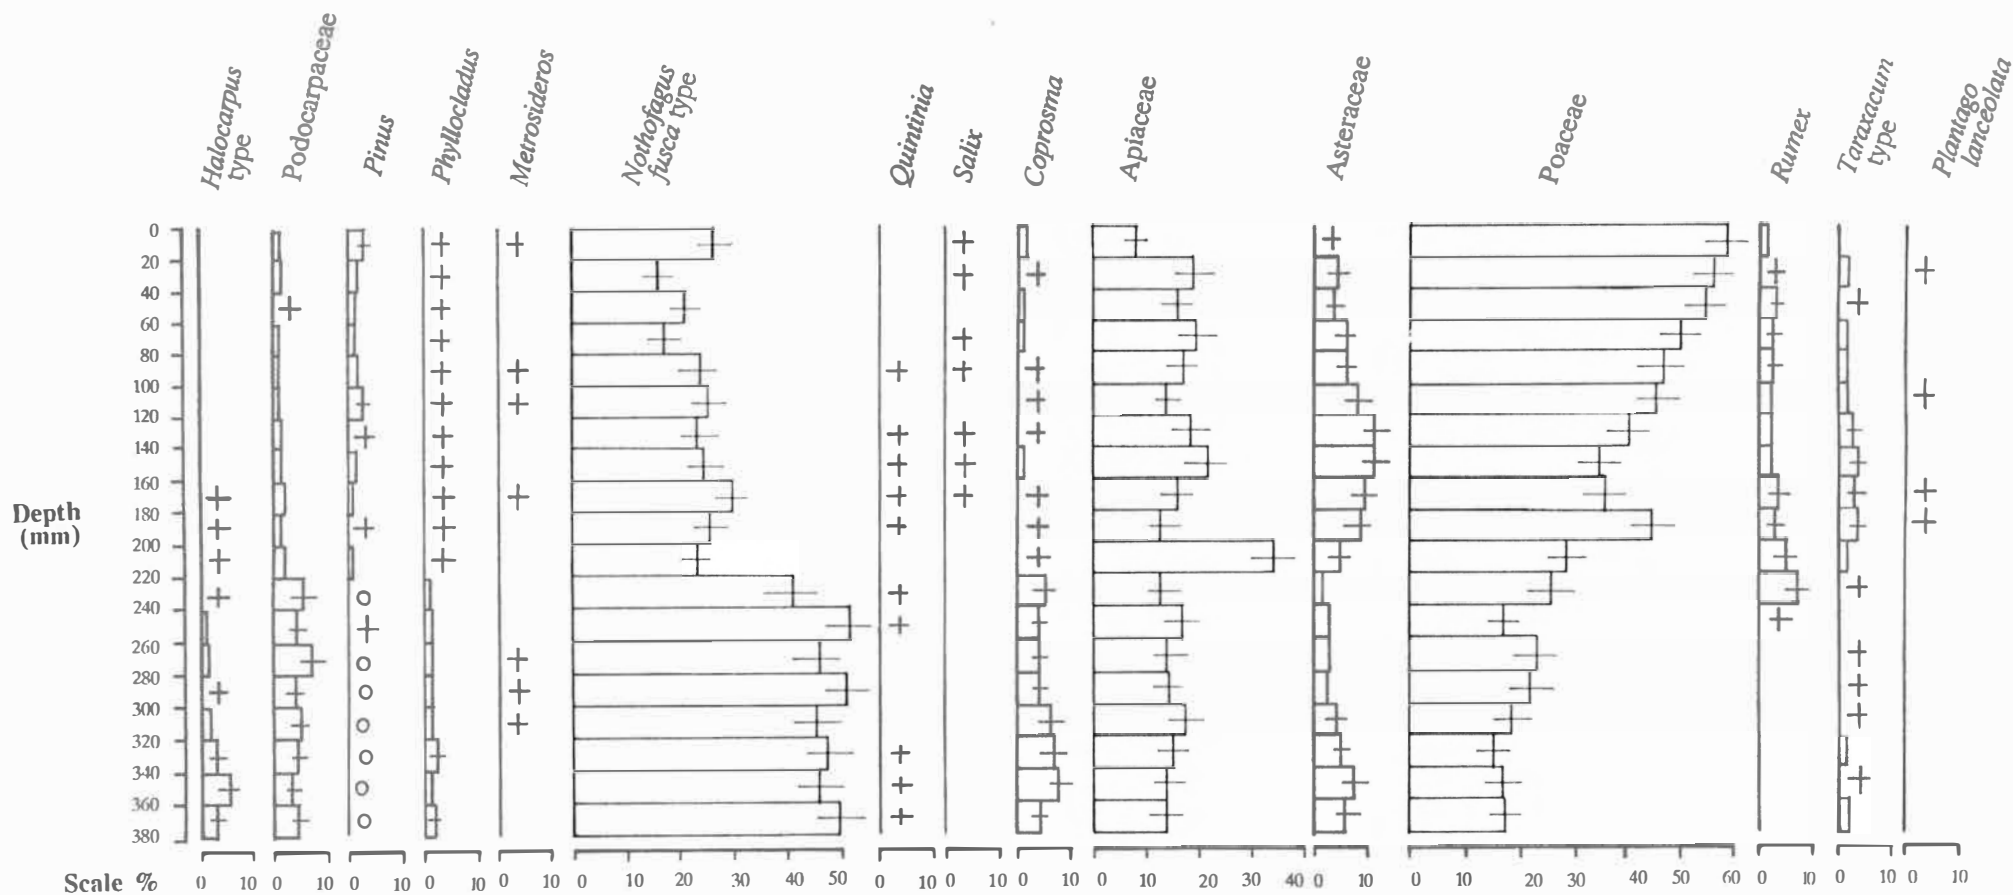 Halocarpus
type
Podocarpaceae
Pinus
Phyllocladus
Metrosideros
Nothofagus
fusca type
Quintinia
Salix
Coprosma
Apiaceae
Asteraceae
Poaceae
Rumex
Taraxacum
type
Plantago
lanceolata
0
20
40
60
80
100
120
140
160
180
200
220
240
260
280
300
320
340
360
380
Depth
(mm)
Scale % 0 10 0 10 0 10 0 10 0 10 0 10 20 30 40 50 0 10 0 10 0 10 0 10 20 30 40 0 10 0 10 20 30 40 50 60 0 10 0 10 0 10